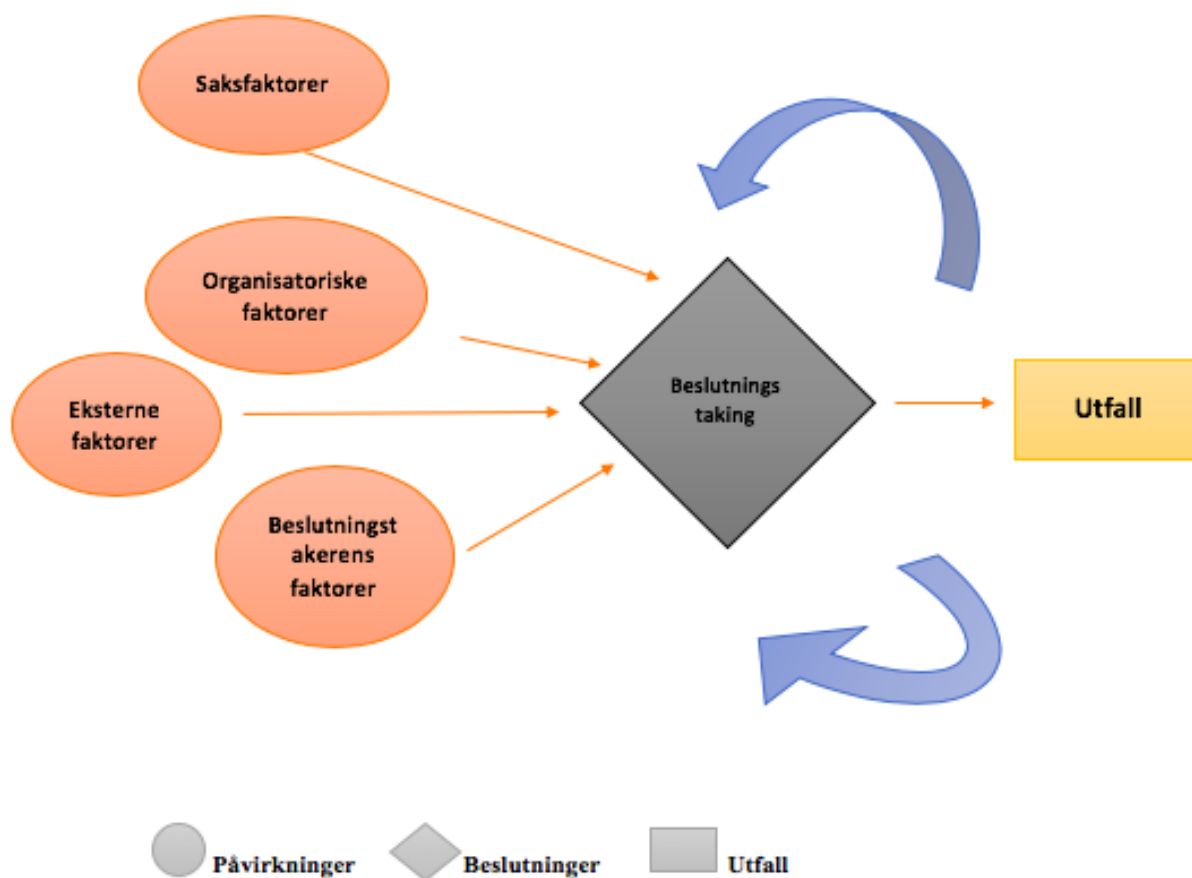 Saksfaktorer
Organisatoriske
faktorer
Eksterne
faktorer
Beslutningst
akerens
faktorer
Beslutnings
taking
Utfall
Påvirkninger
Beslutninger
Utfall